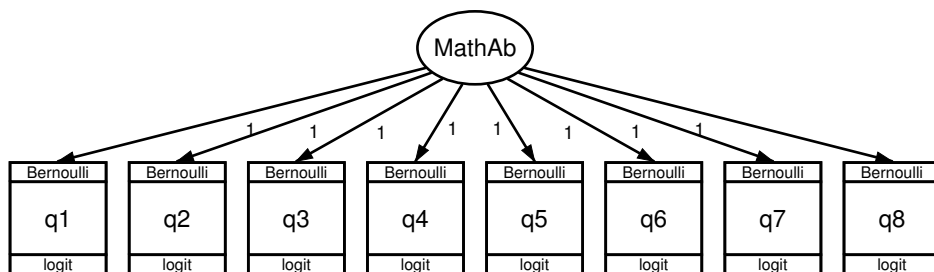 MathAb
1 1 1 1 1 1 1 1
Bernoulli Bernoulli Bernoulli Bernoulli Bernoulli Bernoulli Bernoulli Bernoulli
q1 q2 q3 q4 q5 q6 q7 q8
logit logit logit logit logit logit logit logit